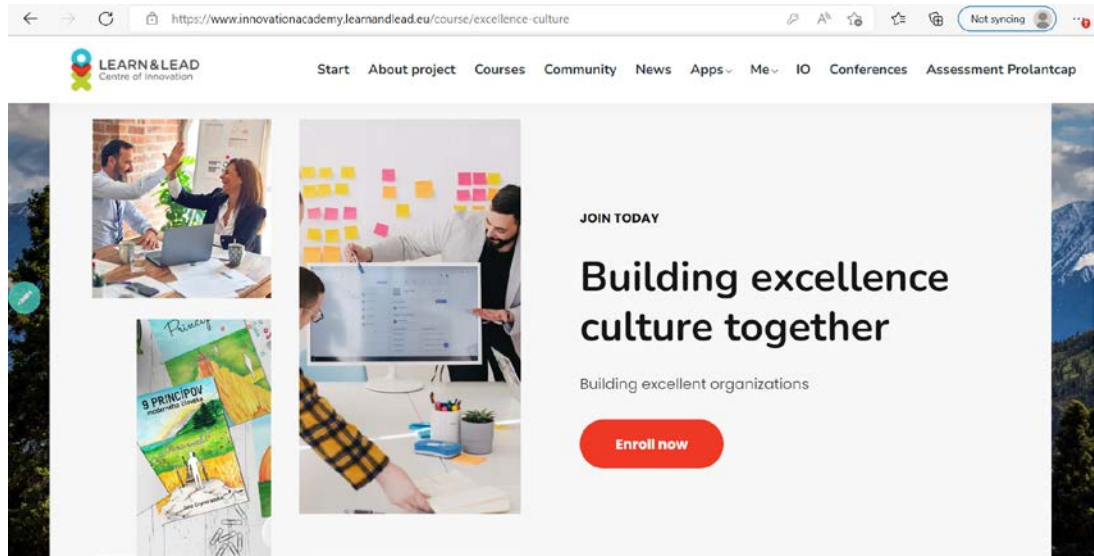 https://www.innovationacademy.learnandlead.eu/course/excellence-culture
Not syncing
LEARN&LEAD
Centre of Innovation
Start About project Courses Community News Apps Me IO Conferences Assessment Prolantcap
JOIN TODAY
Building excellence
culture together
Building excellent organizations
Enroll now
9 PRINCÍPOV
moderného človeka